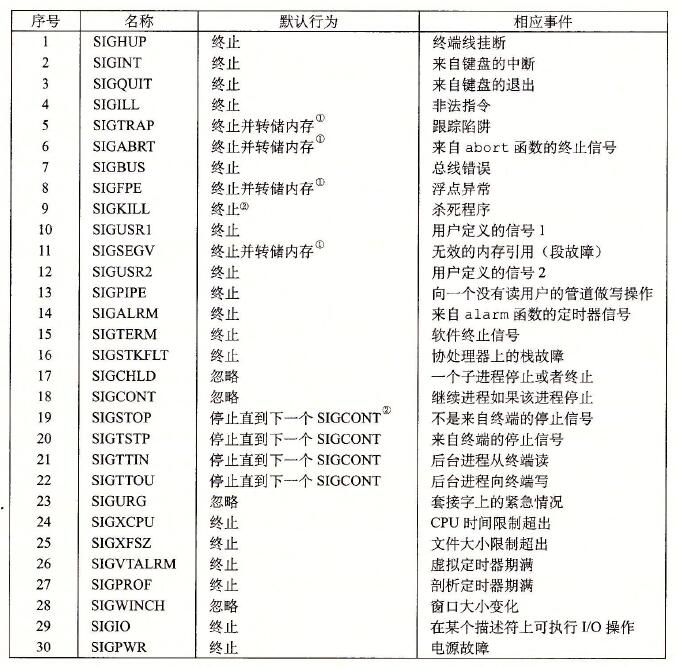 序号 名称 默认行为 相应事件
1 SIGHUP 终止 终端线挂断
2 SIGINT 终止 来自键盘的中断
3 SIGQUIT 终止 来自键盘的退出
4 SIGILL 终止 非法指令
5 SIGTRAP 终止并转储内存① 跟踪陷阱
6 SIGABRT 终止并转储内存① 来自 abort 函数的终止信号
7 SIGBUS 终止 总线错误
8 SIGFPE 终止并转储内存① 浮点异常
9 SIGKILL 终止② 杀死程序
10 SIGUSR1 终止 用户定义的信号 1
11 SIGSEGV 终止并转储内存① 无效的内存引用（段故障）
12 SIGUSR2 终止 用户定义的信号 2
13 SIGPIPE 终止 向一个没有读用户的管道做写操作
14 SIGALRM 终止 来自 alarm 函数的定时器信号
15 SIGTERM 终止 软件终止信号
16 SIGSTKFLT 终止 协处理器上的栈故障
17 SIGCHLD 忽略 一个子进程停止或者终止
18 SIGCONT 忽略 继续进程如果该进程停止
19 SIGSTOP 停止直到下一个 SIGCONT② 不是来自终端的停止信号
20 SIGTSTP 停止直到下一个 SIGCONT 来自终端的停止信号
21 SIGTTIN 停止直到下一个 SIGCONT 后台进程从终端读
22 SIGTTOU 停止直到下一个 SIGCONT 后台进程向终端写
23 SIGURG 忽略 套接字上的紧急情况
24 SIGXCPU 终止 CPU 时间限制超出
25 SIGXFSZ 终止 文件大小限制超出
26 SIGVTALRM 终止 虚拟定时器期满
27 SIGPROF 终止 剖析定时器期满
28 SIGWINCH 忽略 窗口大小变化
29 SIGIO 终止 在某个描述符上可执行 I/O 操作
30 SIGPWR 终止 电源故障